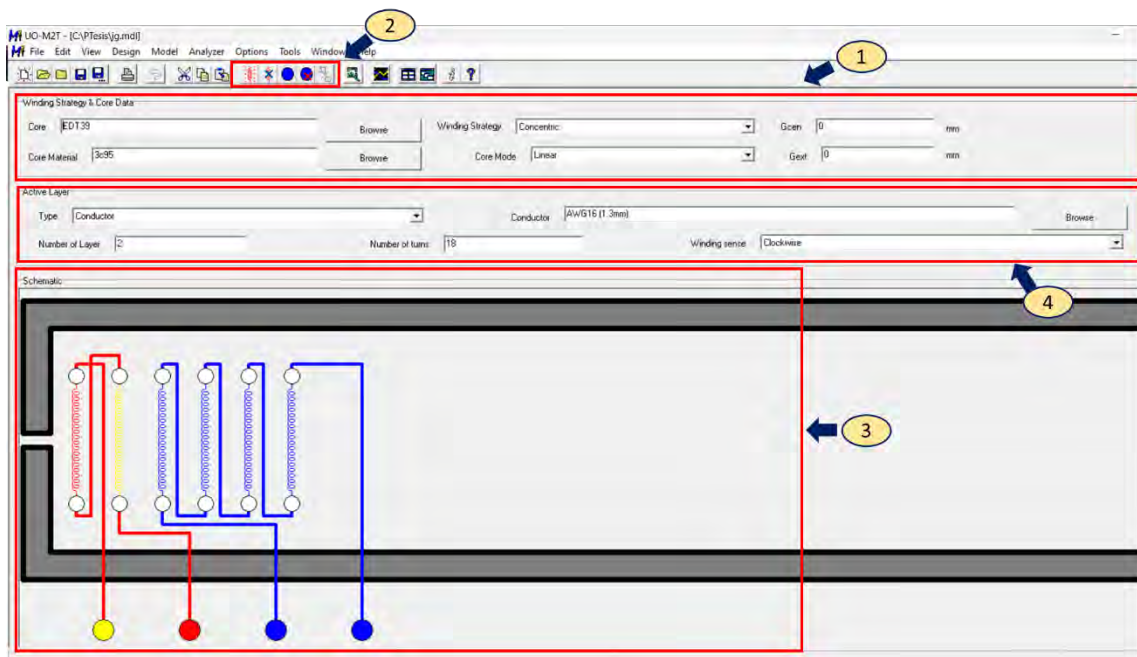 2
UO-M2T - [C:\PTesis\jg.mdl]
File Edit View Design Model Analyzer Options Tools Window Help
1
Winding Strategy & Core Data
Core EDT39 Browse Winding Strategy Concentric Gcen 0 mm
Core Material 3c95 Browse Core Mode Linear Gext 0 mm
Active Layer
Type Conductor Conductor AWG16 (1.3mm) Browse
Number of Layer 2 Number of turns 18 Winding sence Clockwise
4
Schematic
3